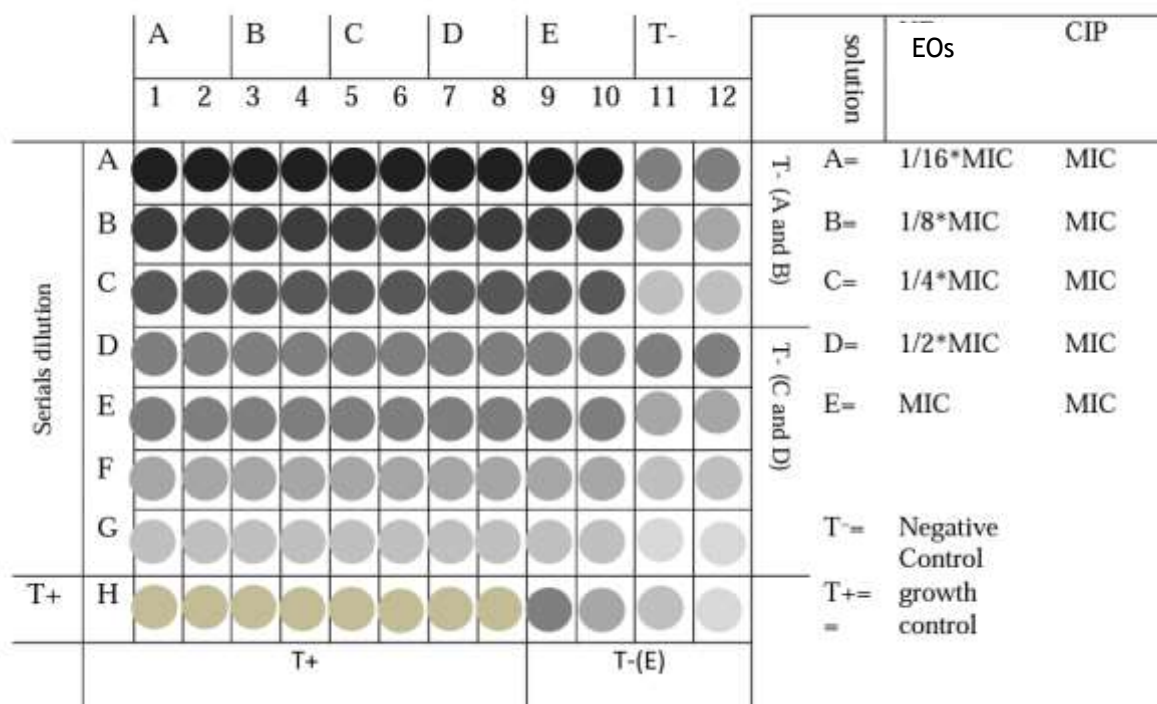 A B C D E T-
1 2 3 4 5 6 7 8 9 10 11 12
solution
EOs CIP
Serials dilution
A
B
C
D
E
F
G
T+ H
T+ T-(E)
T- (A and B)
T- (C and D)
A= 1/16*MIC MIC
B= 1/8*MIC MIC
C= 1/4*MIC MIC
D= 1/2*MIC MIC
E= MIC MIC
T-= Negative
Control
T+= growth
= control